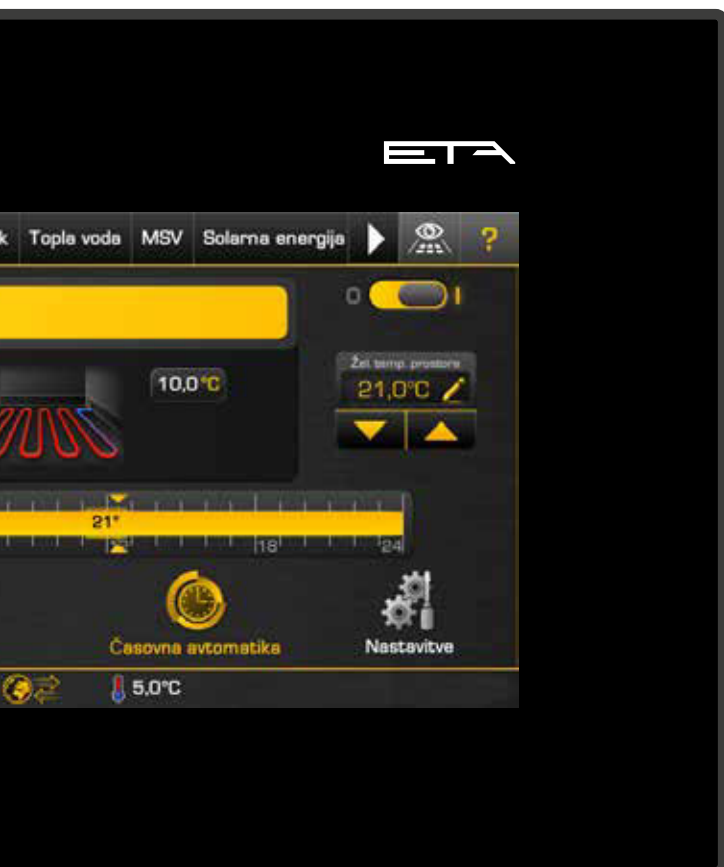 ETA
k Topla voda MSV Solarna energija ?
O I
Žel. temp. prostora
10,0°C
21,0°C
21°
18 24
Časovna avtomatika Nastavitve
5,0°C